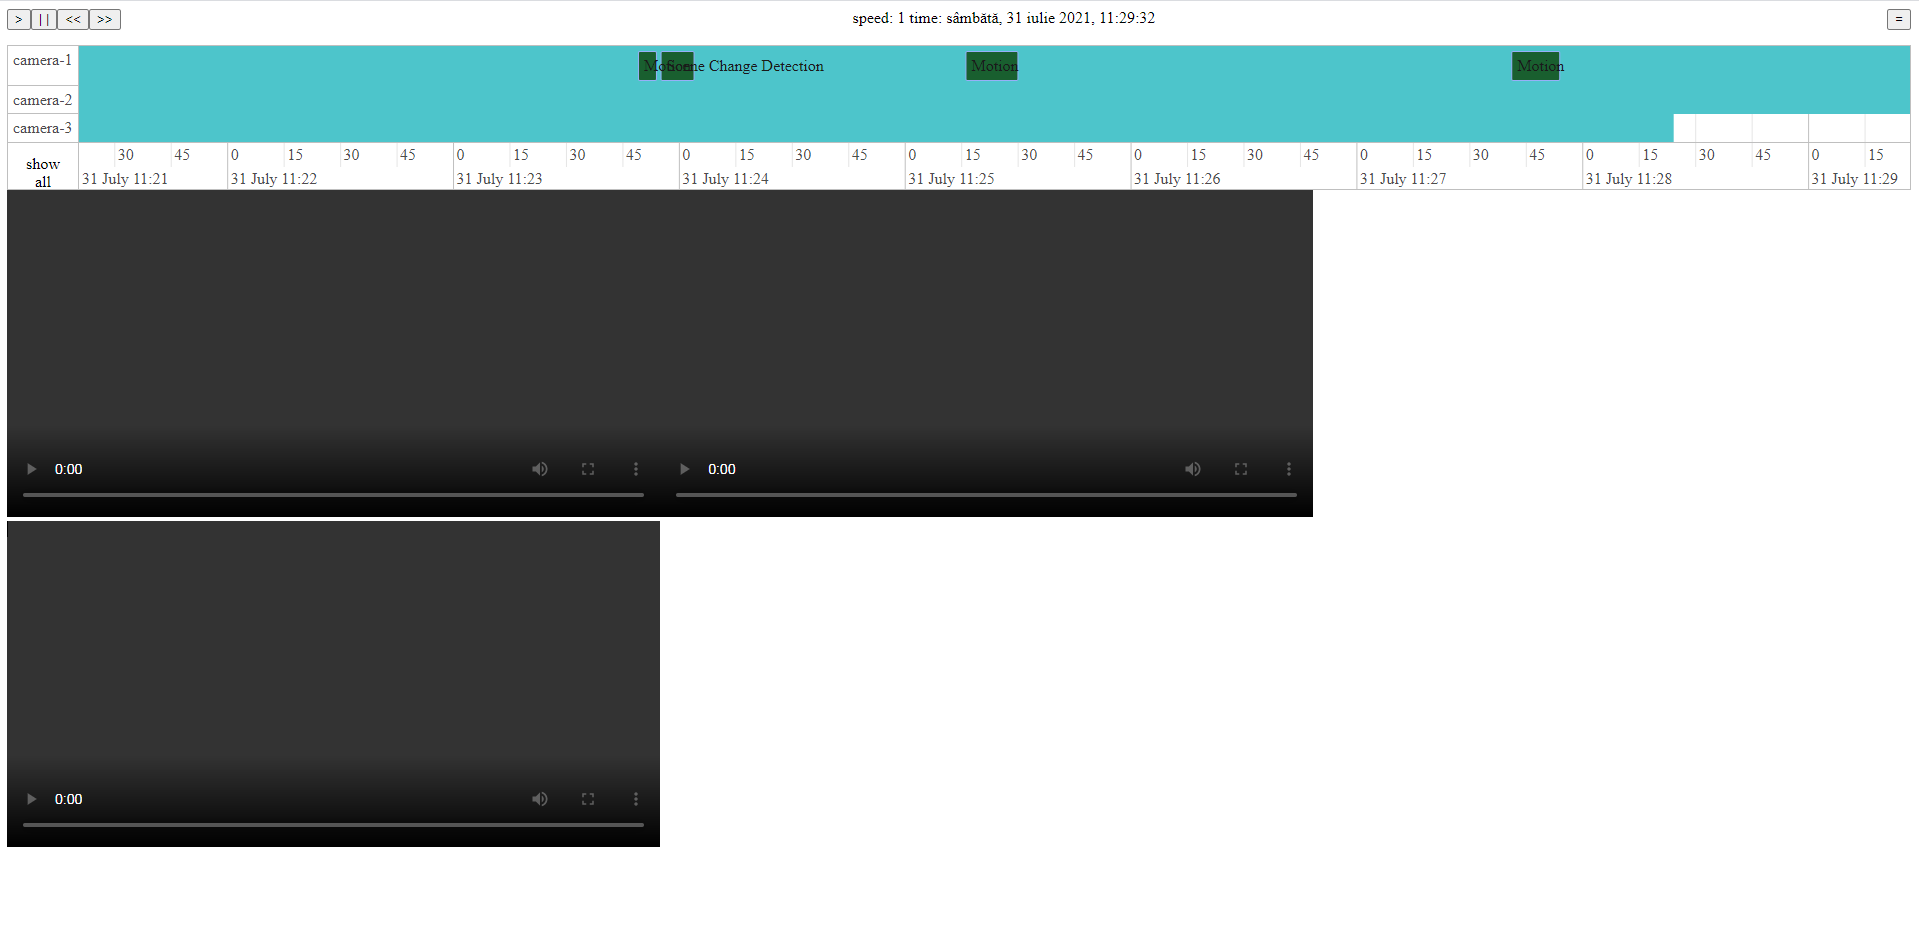 > || << >> speed: 1 time: sâmbătă, 31 iulie 2021, 11:29:32 =
camera-1 Motion Scene Change Detection Motion Motion
camera-2
camera-3
30 45 0 15 30 45 0 15 30 45 0 15 30 45 0 15 30 45 0 15 30 45 0 15 30 45 0 15 30 45 0 15
show all
31 July 11:21 31 July 11:22 31 July 11:23 31 July 11:24 31 July 11:25 31 July 11:26 31 July 11:27 31 July 11:28 31 July 11:29
0:00 0:00
0:00